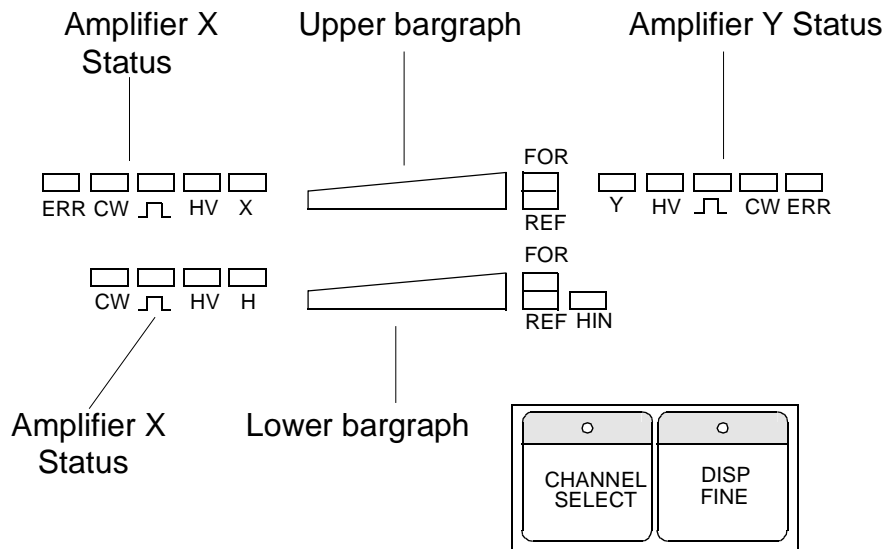 Amplifier X
Status
Upper bargraph
Amplifier Y Status
FOR
ERR CW HV X
Y HV CW ERR
REF
FOR
CW HV H
REF HIN
Amplifier X
Status
Lower bargraph
CHANNEL
SELECT
DISP
FINE